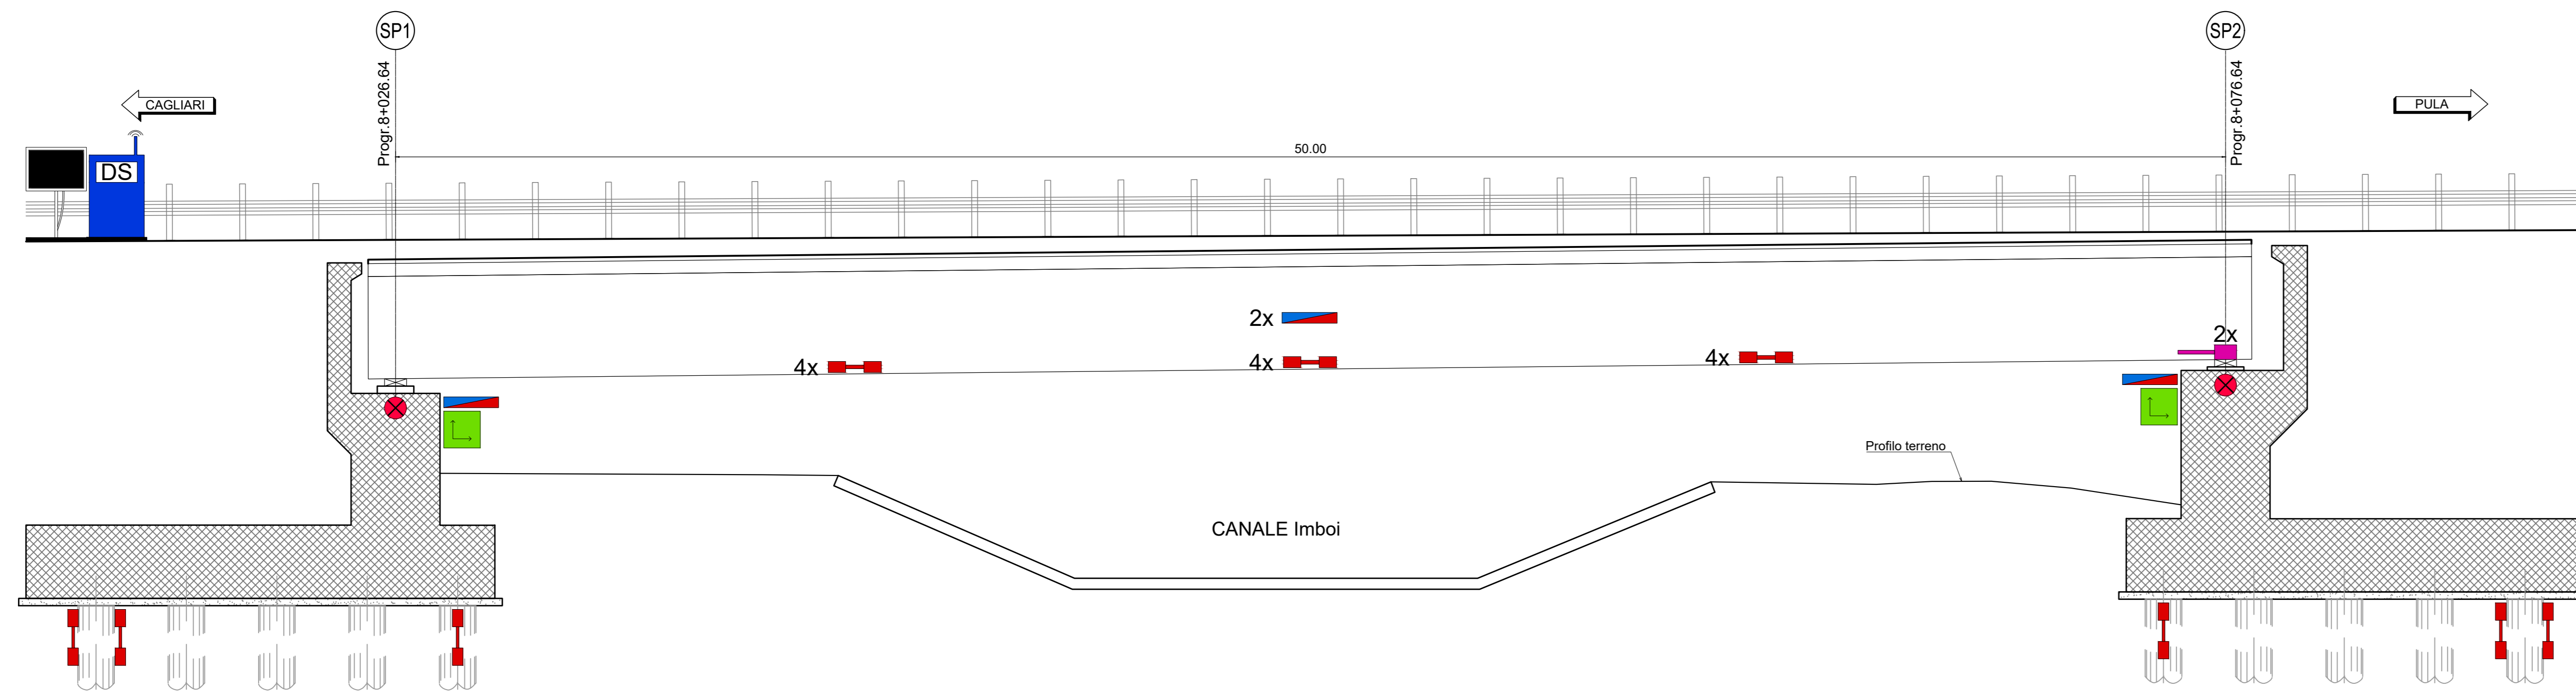 SP1
SP2
Progr.8+026.64
Progr.8+076.64
CAGLIARI
PULA
50.00
DS
2x
2x
4x
4x
4x
Profilo terreno
CANALE Imboi